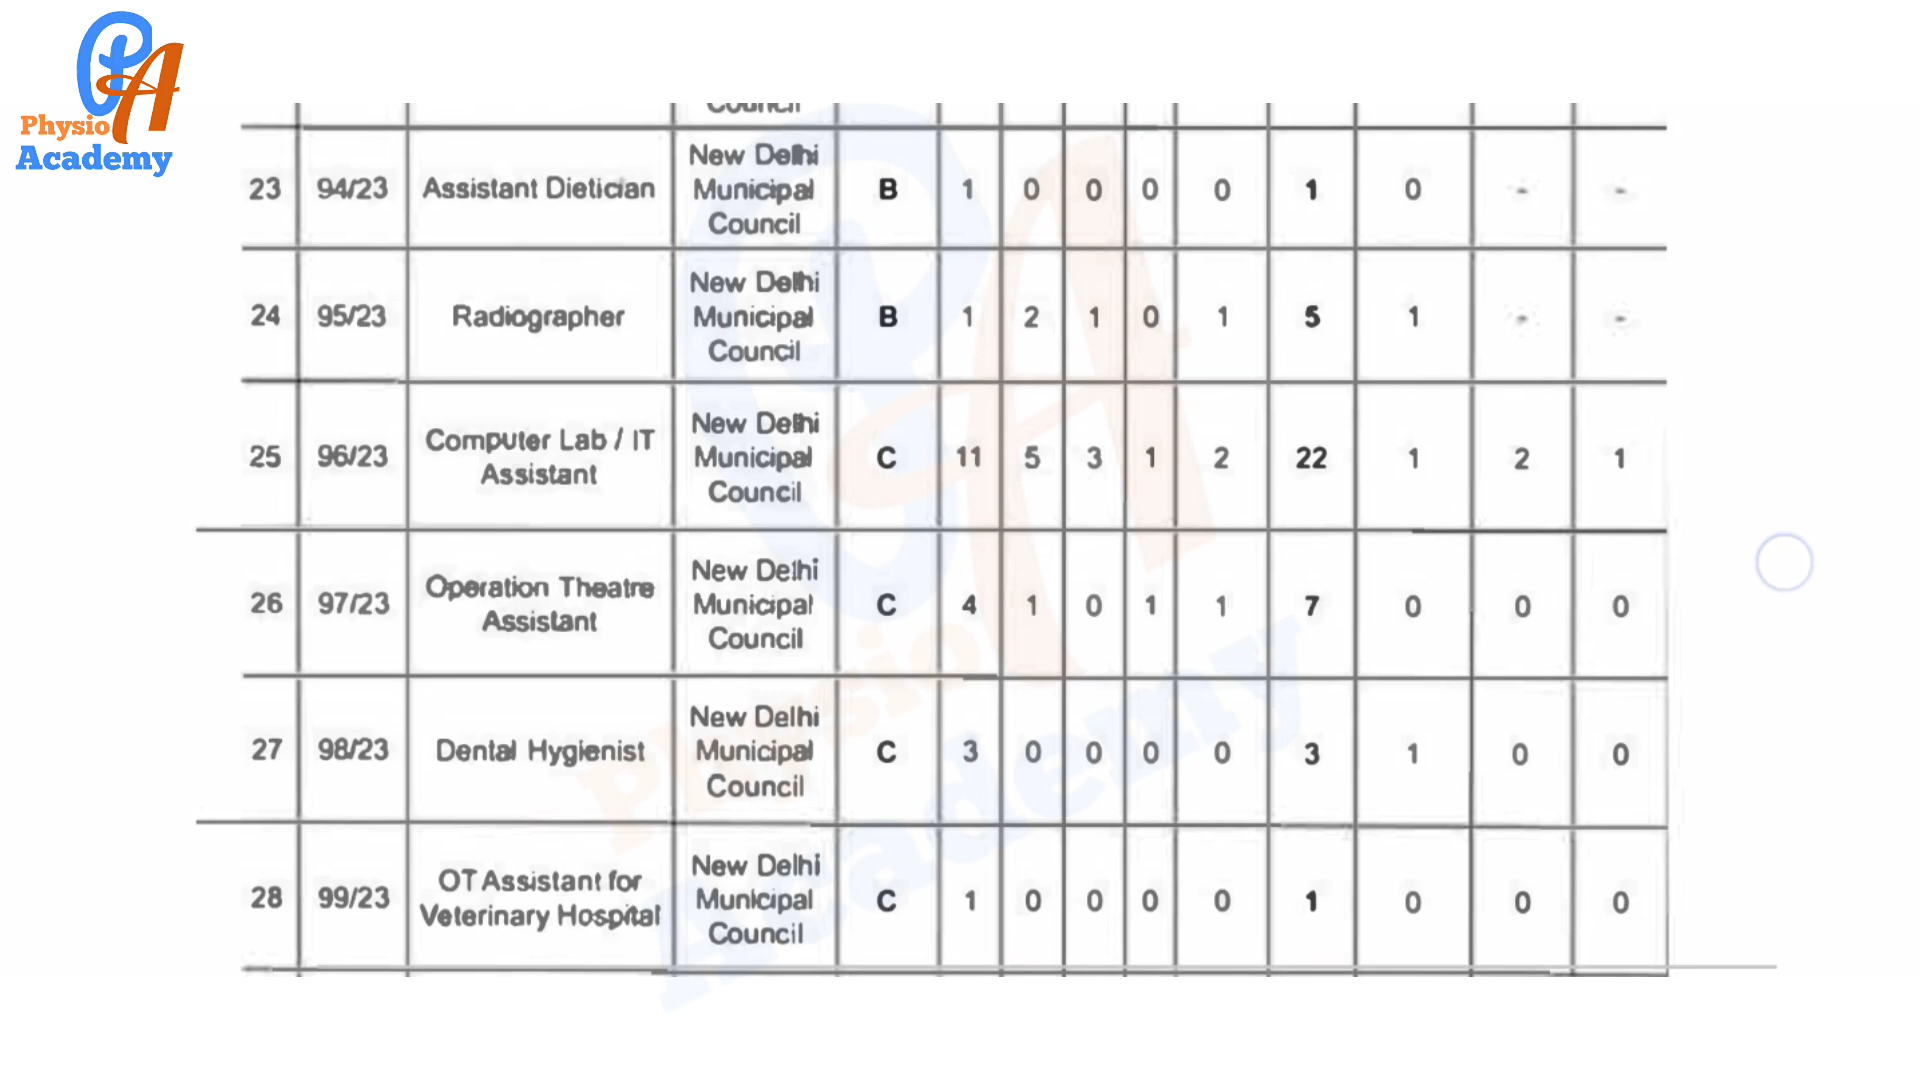 Physio
Academy
Council
23 94/23 Assistant Dietician New Delhi Municipal Council B 1 0 0 0 0 1 0 - -
24 95/23 Radiographer New Delhi Municipal Council B 1 2 1 0 1 5 1 - -
25 96/23 Computer Lab / IT Assistant New Delhi Municipal Council C 11 5 3 1 2 22 1 2 1
26 97/23 Operation Theatre Assistant New Delhi Municipal Council C 4 1 0 1 1 7 0 0 0
27 98/23 Dental Hygienist New Delhi Municipal Council C 3 0 0 0 0 3 1 0 0
28 99/23 OT Assistant for Veterinary Hospital New Delhi Municipal Council C 1 0 0 0 0 1 0 0 0
Physio
Academy